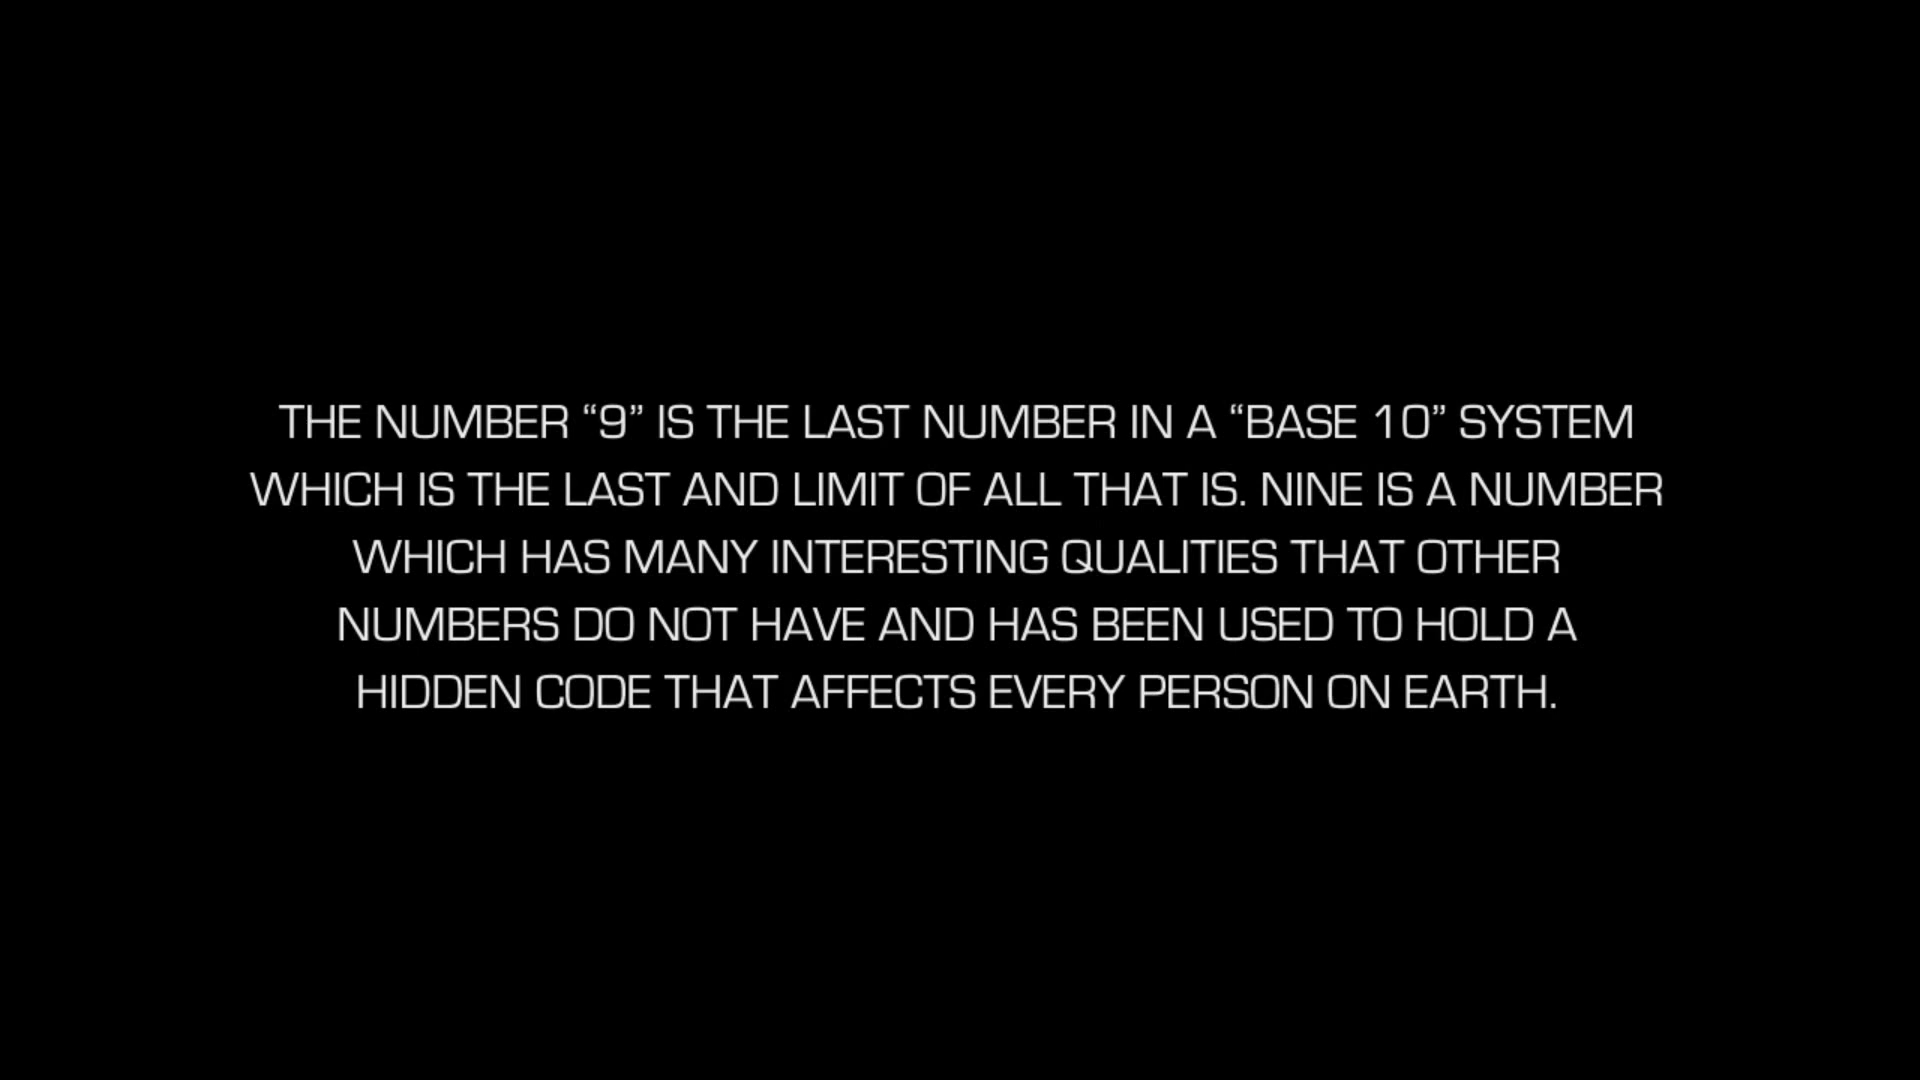 THE NUMBER “9” IS THE LAST NUMBER IN A “BASE 10” SYSTEM
WHICH IS THE LAST AND LIMIT OF ALL THAT IS. NINE IS A NUMBER
WHICH HAS MANY INTERESTING QUALITIES THAT OTHER
NUMBERS DO NOT HAVE AND HAS BEEN USED TO HOLD A
HIDDEN CODE THAT AFFECTS EVERY PERSON ON EARTH.